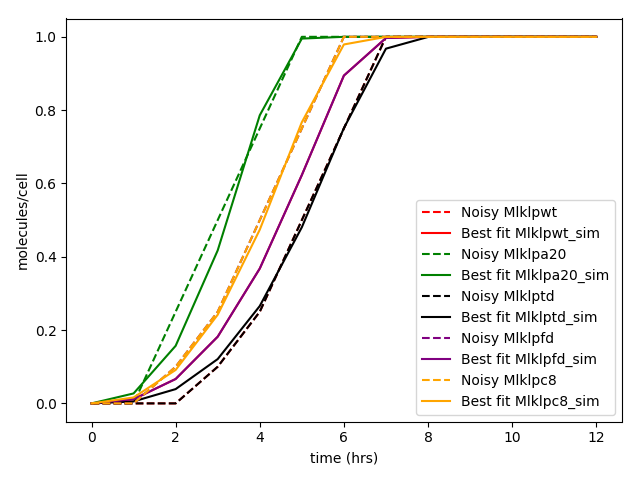 1.0
0.8
0.6
0.4
0.2
0.0
molecules/cell
0 2 4 6 8 10 12
time (hrs)
Noisy Mlklpwt
Best fit Mlklpwt_sim
Noisy Mlklpa20
Best fit Mlklpa20_sim
Noisy Mlklptd
Best fit Mlklptd_sim
Noisy Mlklpfd
Best fit Mlklpfd_sim
Noisy Mlklpc8
Best fit Mlklpc8_sim